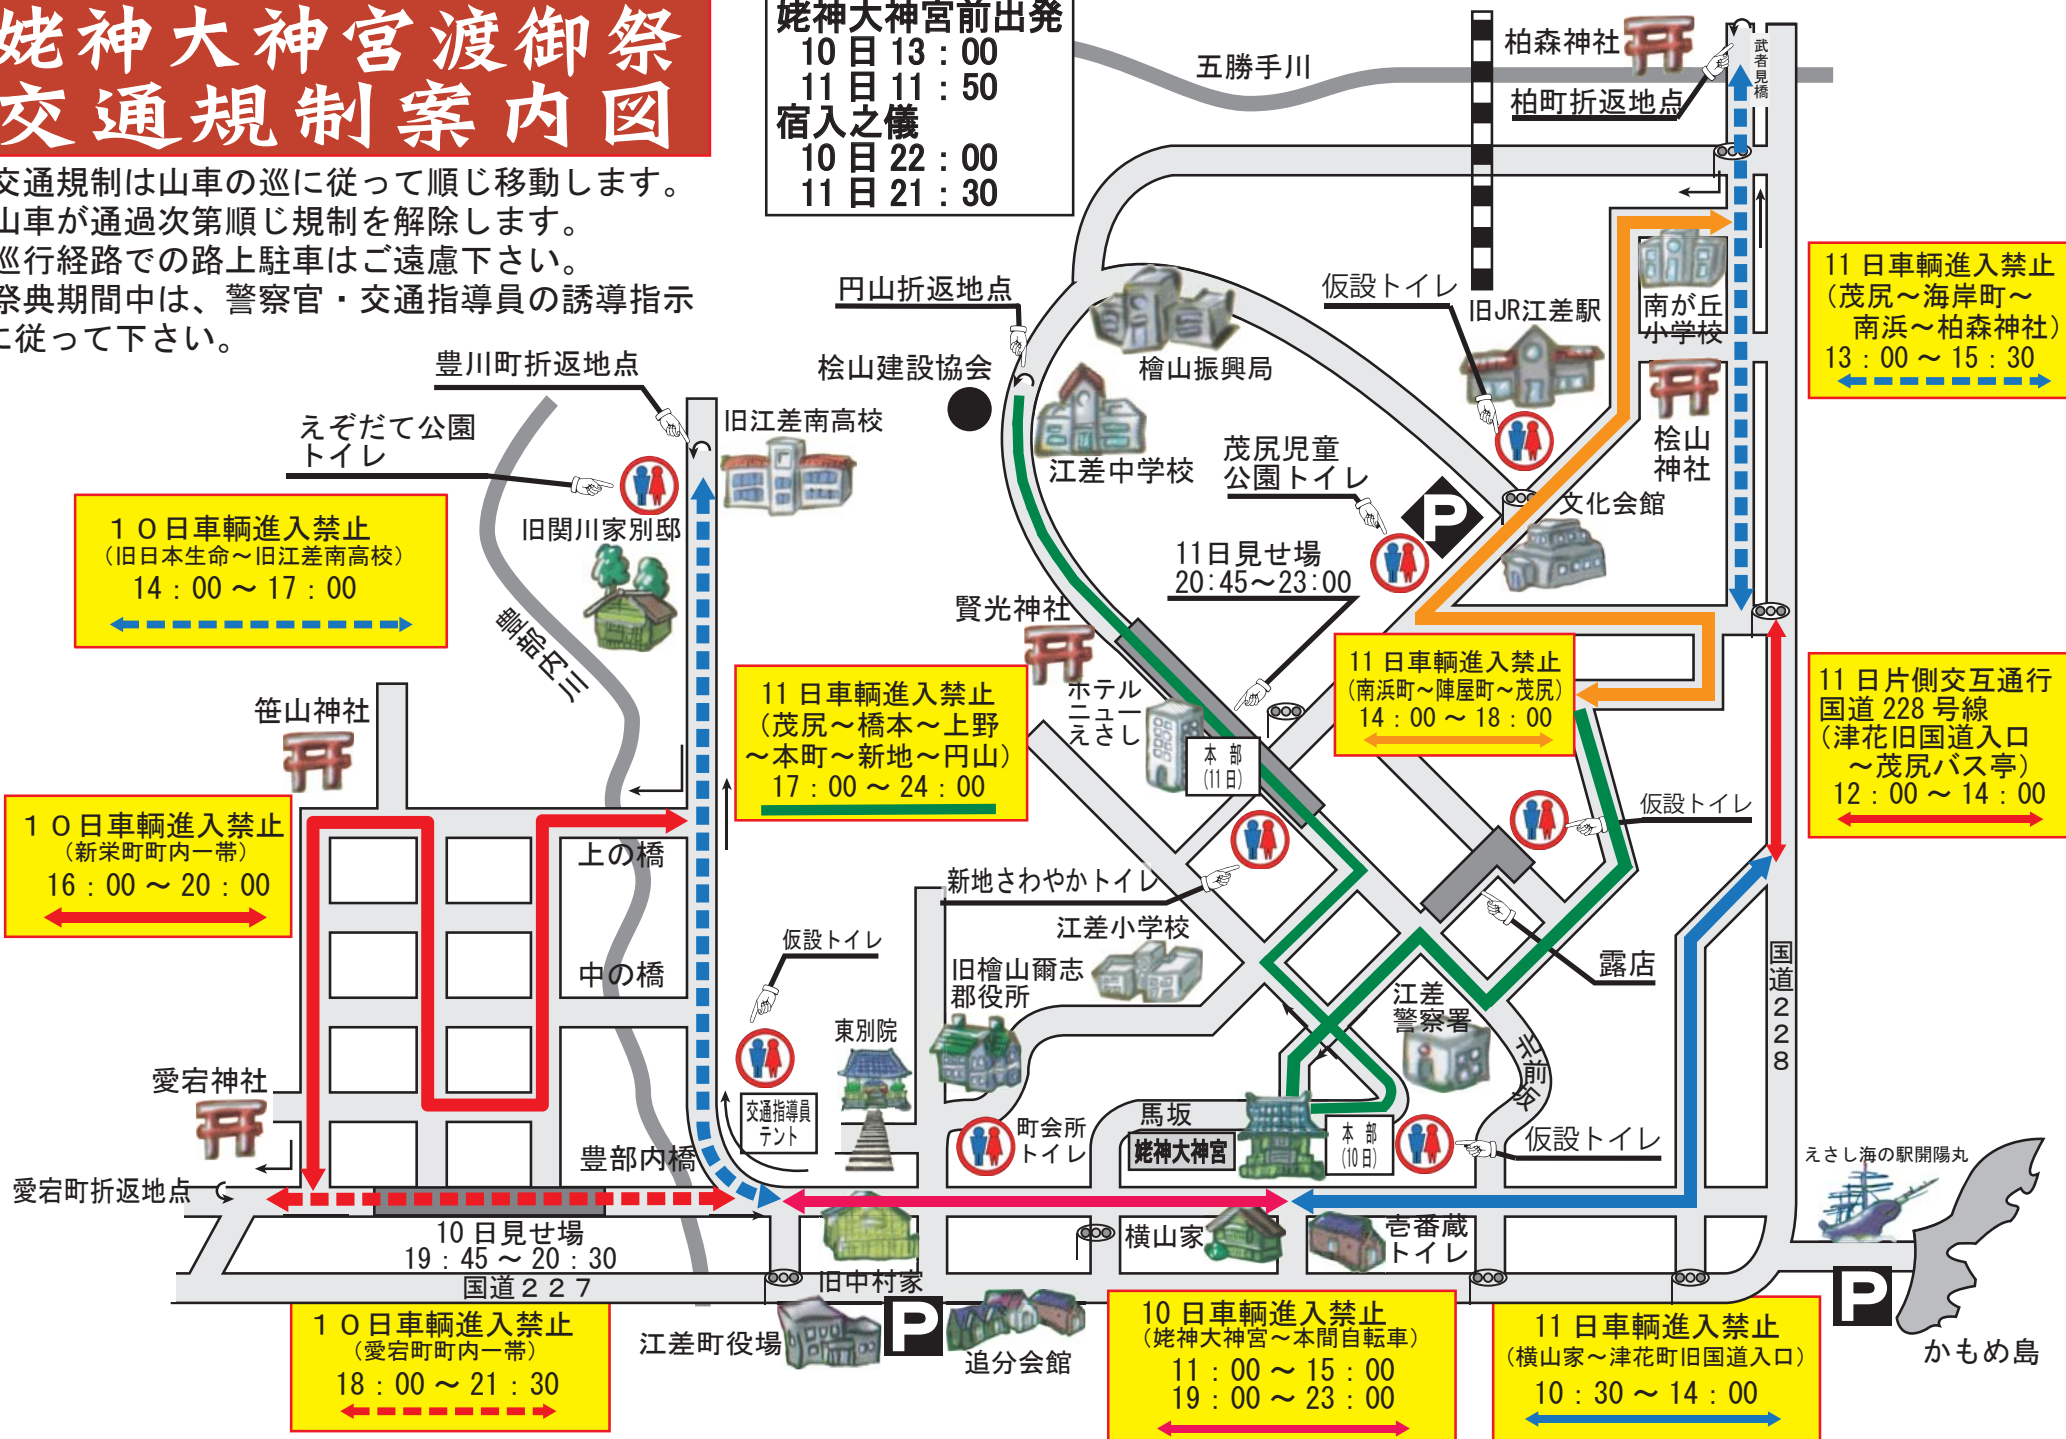 姥神大神宮渡御祭
交通規制案内図
交通規制は山車の巡に従って順じ移動します。
山車が通過次第順じ規制を解除します。
巡行経路での路上駐車はご遠慮下さい。
祭典期間中は、警察官・交通指導員の誘導指示
に従って下さい。
姥神大神宮前出発
10日13：00
11日11：50
宿入之儀
10日22：00
11日21：30
五勝手川
柏森神社
柏町折返地点
武者見橋
円山折返地点
桧山建設協会
檜山振興局
江差中学校
仮設トイレ
旧JR江差駅
南が丘
小学校
桧山
神社
文化会館
茂尻児童
公園トイレ
P
11日見せ場
20:45～23:00
11日車輌進入禁止
(茂尻～海岸町～
南浜～柏森神社)
13：00～15：30
豊川町折返地点
えぞだて公園
トイレ
旧江差南高校
旧関川家別邸
豊部内川
10日車輌進入禁止
(旧日本生命～旧江差南高校)
14：00～17：00
賢光神社
ホテル
ニュー
えさし
本部
(11日)
11日車輌進入禁止
(茂尻～橋本～上野
～本町～新地～円山)
17：00～24：00
11日車輌進入禁止
(南浜町～陣屋町～茂尻)
14：00～18：00
11日片側交互通行
国道228号線
(津花旧国道入口
～茂尻バス亭)
12：00～14：00
笹山神社
10日車輌進入禁止
(新栄町町内一帯)
16：00～20：00
上の橋
中の橋
豊部内橋
仮設トイレ
新地さわやかトイレ
江差小学校
仮設トイレ
露店
国道228
旧檜山爾志
郡役所
東別院
交通指導員
テント
江差
警察署
馬坂
姥神大神宮
本部
(10日)
町会所
トイレ
仮設トイレ
愛宕神社
愛宕町折返地点
10日見せ場
19：45～20：30
国道227
横山家
壱番蔵
トイレ
えさし海の駅開陽丸
旧中村家
江差町役場
P
追分会館
P
かもめ島
10日車輌進入禁止
(愛宕町町内一帯)
18：00～21：30
10日車輌進入禁止
(姥神大神宮～本間自転車)
11：00～15：00
19：00～23：00
11日車輌進入禁止
(横山家～津花町旧国道入口)
10：30～14：00